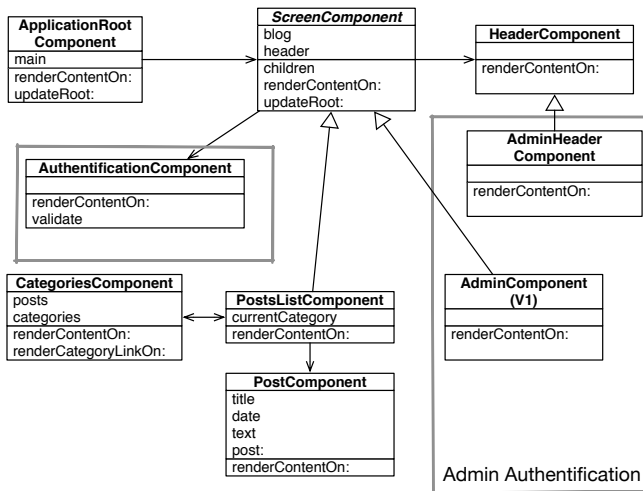 ApplicationRoot
Component
main
renderContentOn:
updateRoot:
ScreenComponent
blog
header
children
renderContentOn:
updateRoot:
HeaderComponent
renderContentOn:
AdminHeader
Component
renderContentOn:
AuthentificationComponent
renderContentOn:
validate
CategoriesComponent
posts
categories
renderContentOn:
renderCategoryLinkOn:
PostsListComponent
currentCategory
renderContentOn:
AdminComponent
(V1)
renderContentOn:
PostComponent
title
date
text
post:
renderContentOn:
Admin Authentification